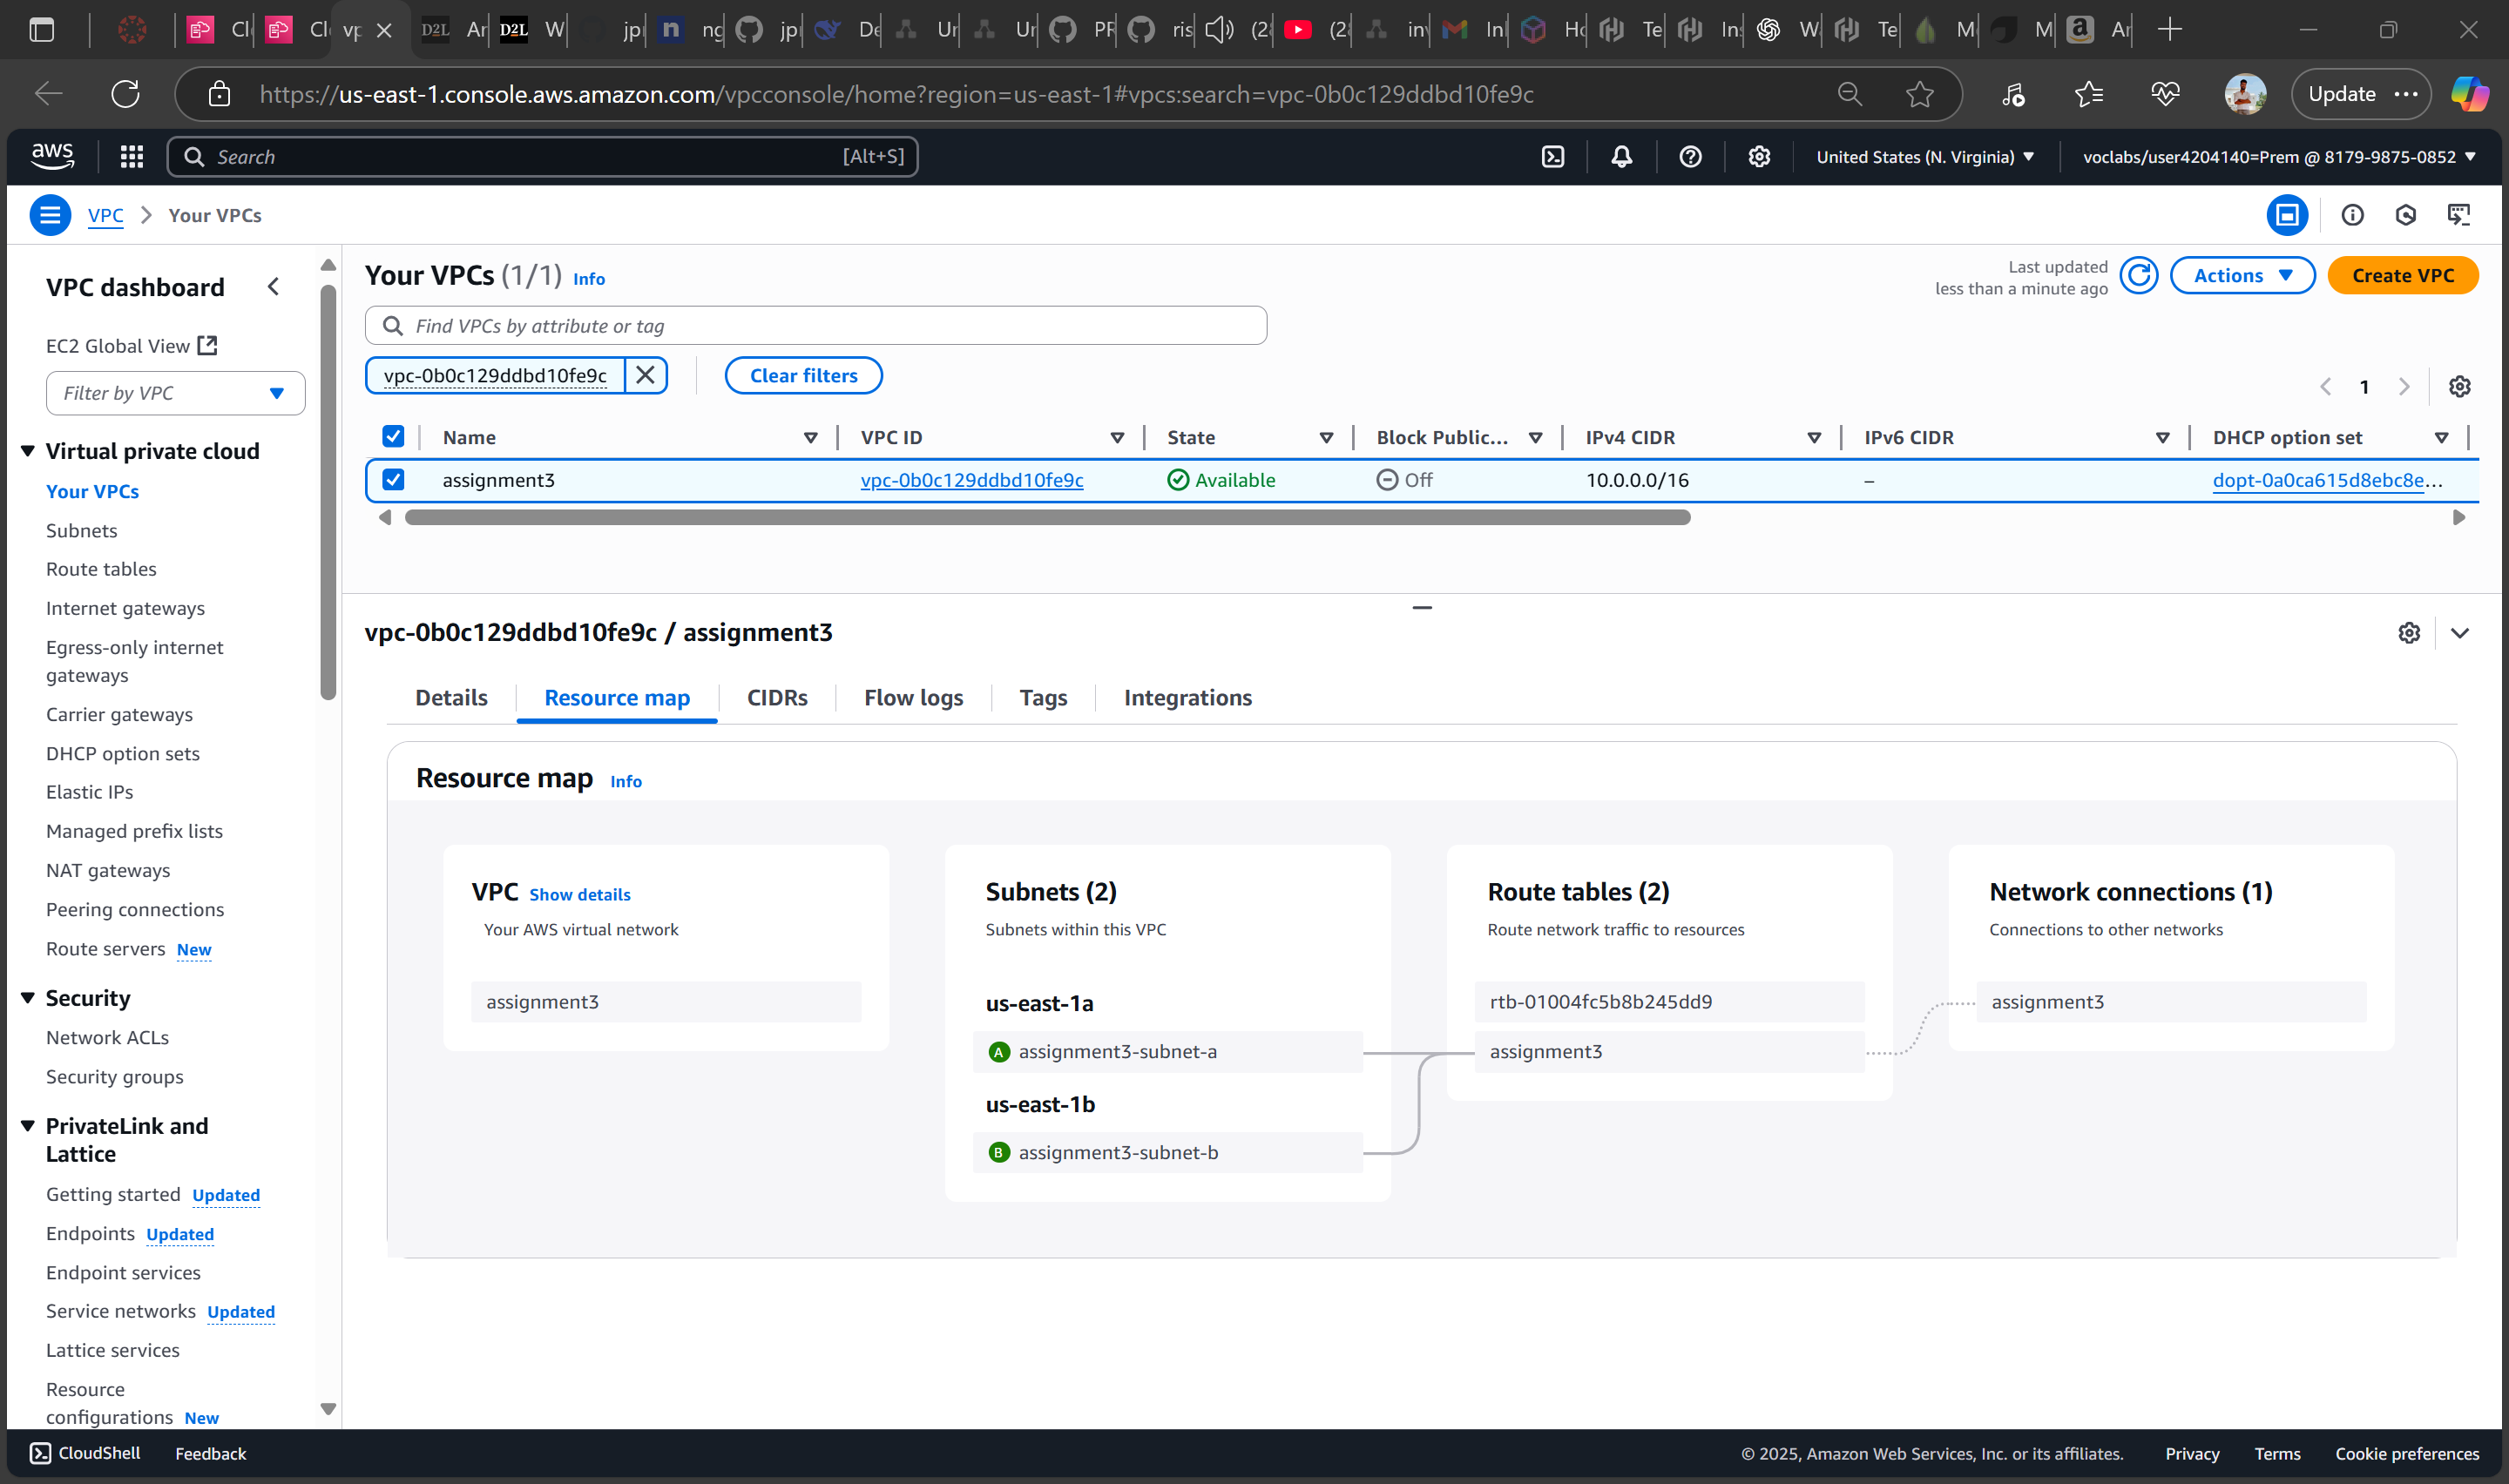 Cl
Cl
vp
D2L Ar
D2L W
jp
n ng
jp
De
Ur
Ur
PR
ris
(2
(2
in
In
Ho
Te
In
W
Te
M
M
a Ar
https://us-east-1.console.aws.amazon.com/vpcconsole/home?region=us-east-1#vpcs:search=vpc-0b0c129ddbd10fe9c
Update
aws
Search [Alt+S]
United States (N. Virginia)
voclabs/user4204140=Prem @ 8179-9875-0852
VPC > Your VPCs
VPC dashboard
EC2 Global View
Filter by VPC
Virtual private cloud
Your VPCs
Subnets
Route tables
Internet gateways
Egress-only internet
gateways
Carrier gateways
DHCP option sets
Elastic IPs
Managed prefix lists
NAT gateways
Peering connections
Route servers New
Security
Network ACLs
Security groups
PrivateLink and
Lattice
Getting started Updated
Endpoints Updated
Endpoint services
Service networks Updated
Lattice services
Resource
configurations New
Your VPCs (1/1) Info
Last updated
less than a minute ago
Actions
Create VPC
Find VPCs by attribute or tag
vpc-0b0c129ddbd10fe9c
Clear filters
1
Name VPC ID State Block Public... IPv4 CIDR IPv6 CIDR DHCP option set
assignment3 vpc-0b0c129ddbd10fe9c Available Off 10.0.0.0/16 – dopt-0a0ca615d8ebc8e...
vpc-0b0c129ddbd10fe9c / assignment3
Details Resource map CIDRs Flow logs Tags Integrations
Resource map Info
VPC Show details
Your AWS virtual network
assignment3
Subnets (2)
Subnets within this VPC
us-east-1a
A assignment3-subnet-a
us-east-1b
B assignment3-subnet-b
Route tables (2)
Route network traffic to resources
rtb-01004fc5b8b245dd9
assignment3
Network connections (1)
Connections to other networks
assignment3
CloudShell Feedback
© 2025, Amazon Web Services, Inc. or its affiliates. Privacy Terms Cookie preferences